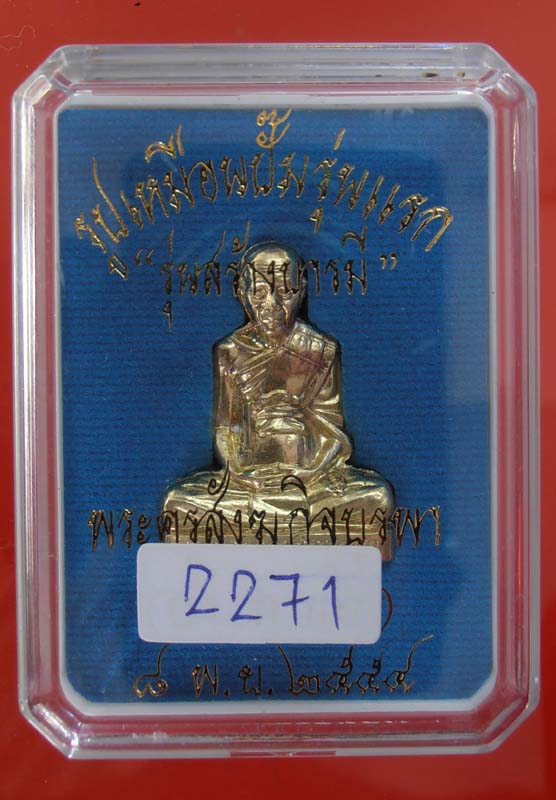 รูปเหมือนปั๊มรุ่นแรก
"รุ่นสร้างบารมี"
พระครูสังฆกิจบูรพา
2271
)
๘ พ.ย. ๒๕๕๔